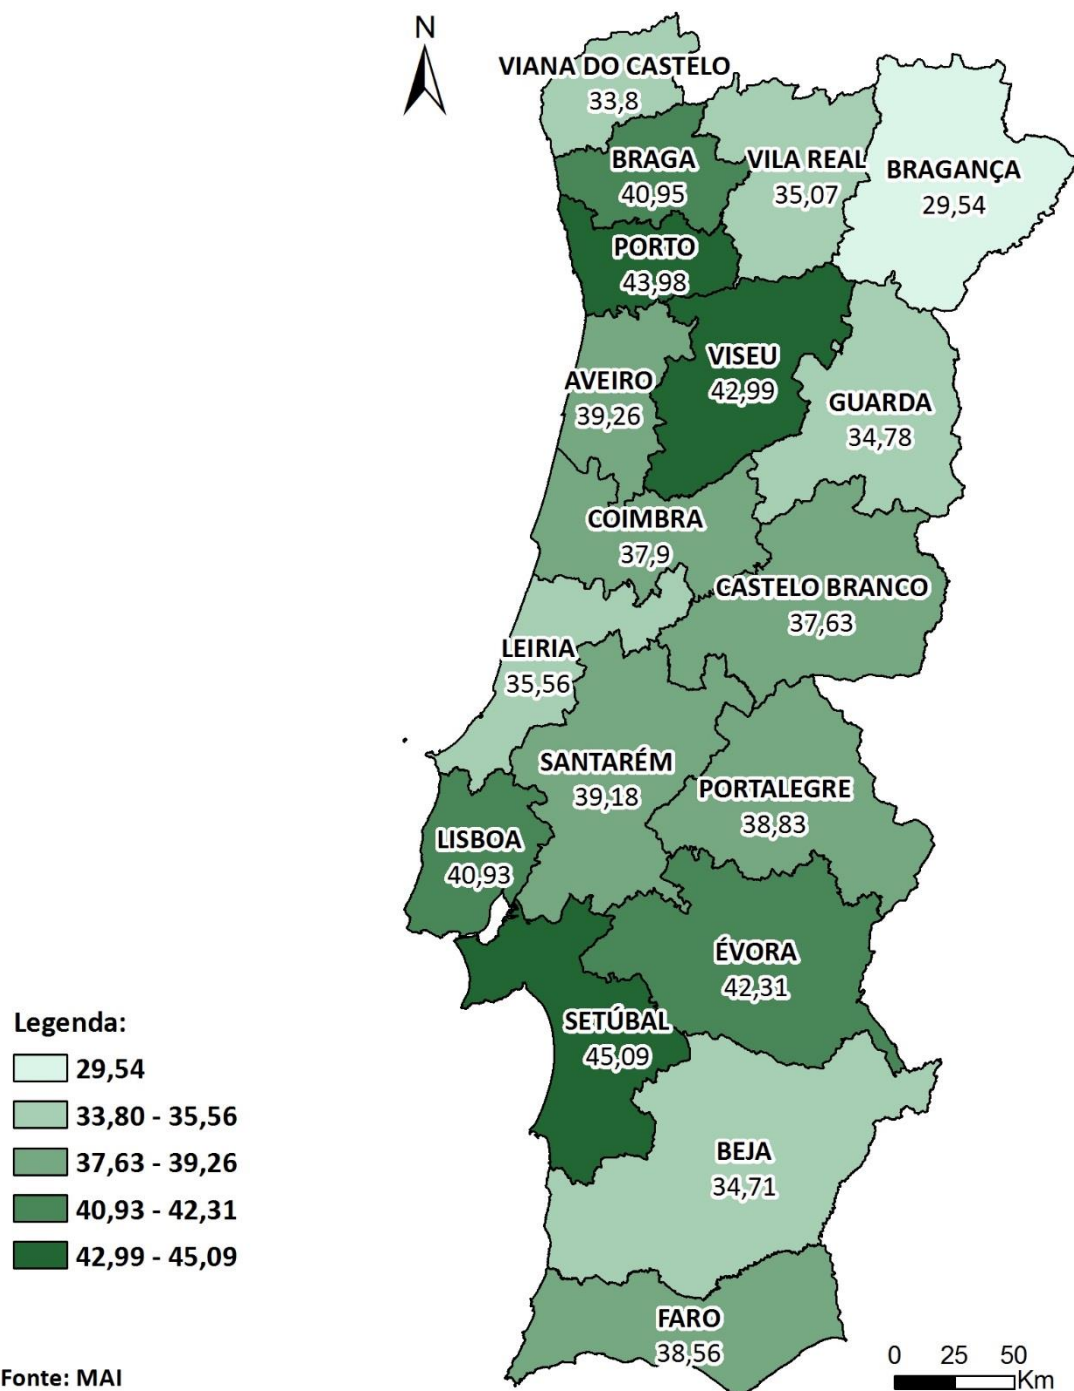 N
VIANA DO CASTELO
33,8
BRAGA
40,95
VILA REAL
35,07
BRAGANÇA
29,54
PORTO
43,98
VISEU
42,99
AVEIRO
39,26
GUARDA
34,78
COIMBRA
37,9
CASTELO BRANCO
37,63
LEIRIA
35,56
SANTARÉM
39,18
PORTALEGRE
38,83
LISBOA
40,93
ÉVORA
42,31
SETÚBAL
45,09
BEJA
34,71
FARO
38,56
Legenda:
29,54
33,80 - 35,56
37,63 - 39,26
40,93 - 42,31
42,99 - 45,09
Fonte: MAI
0 25 50
Km